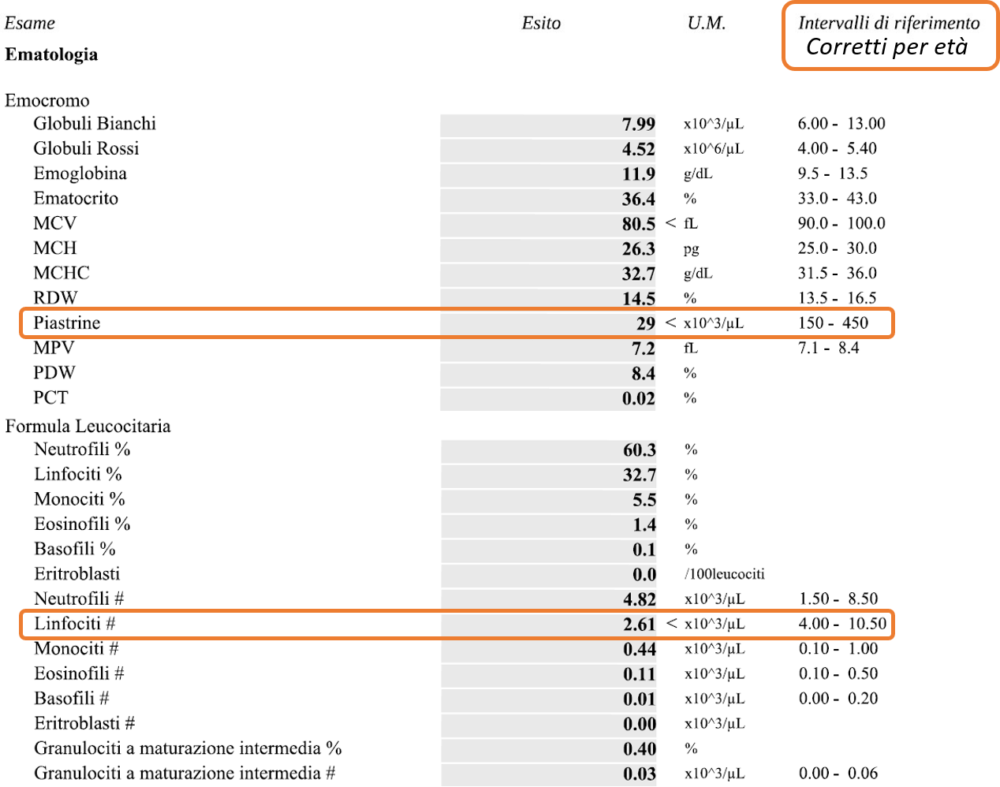 Esame Esito U.M. Intervalli di riferimento
Corretti per età
Ematologia
Emocromo
Globuli Bianchi 7.99 x10^3/µL 6.00 - 13.00
Globuli Rossi 4.52 x10^6/µL 4.00 - 5.40
Emoglobina 11.9 g/dL 9.5 - 13.5
Ematocrito 36.4 % 33.0 - 43.0
MCV 80.5 < fL 90.0 - 100.0
MCH 26.3 pg 25.0 - 30.0
MCHC 32.7 g/dL 31.5 - 36.0
RDW 14.5 % 13.5 - 16.5
Piastrine 29 < x10^3/µL 150 - 450
MPV 7.2 fL 7.1 - 8.4
PDW 8.4 %
PCT 0.02 %
Formula Leucocitaria
Neutrofili % 60.3 %
Linfociti % 32.7 %
Monociti % 5.5 %
Eosinofili % 1.4 %
Basofili % 0.1 %
Eritroblasti 0.0 /100leucociti
Neutrofili # 4.82 x10^3/µL 1.50 - 8.50
Linfociti # 2.61 < x10^3/µL 4.00 - 10.50
Monociti # 0.44 x10^3/µL 0.10 - 1.00
Eosinofili # 0.11 x10^3/µL 0.10 - 0.50
Basofili # 0.01 x10^3/µL 0.00 - 0.20
Eritroblasti # 0.00 x10^3/µL
Granulociti a maturazione intermedia % 0.40 %
Granulociti a maturazione intermedia # 0.03 x10^3/µL 0.00 - 0.06